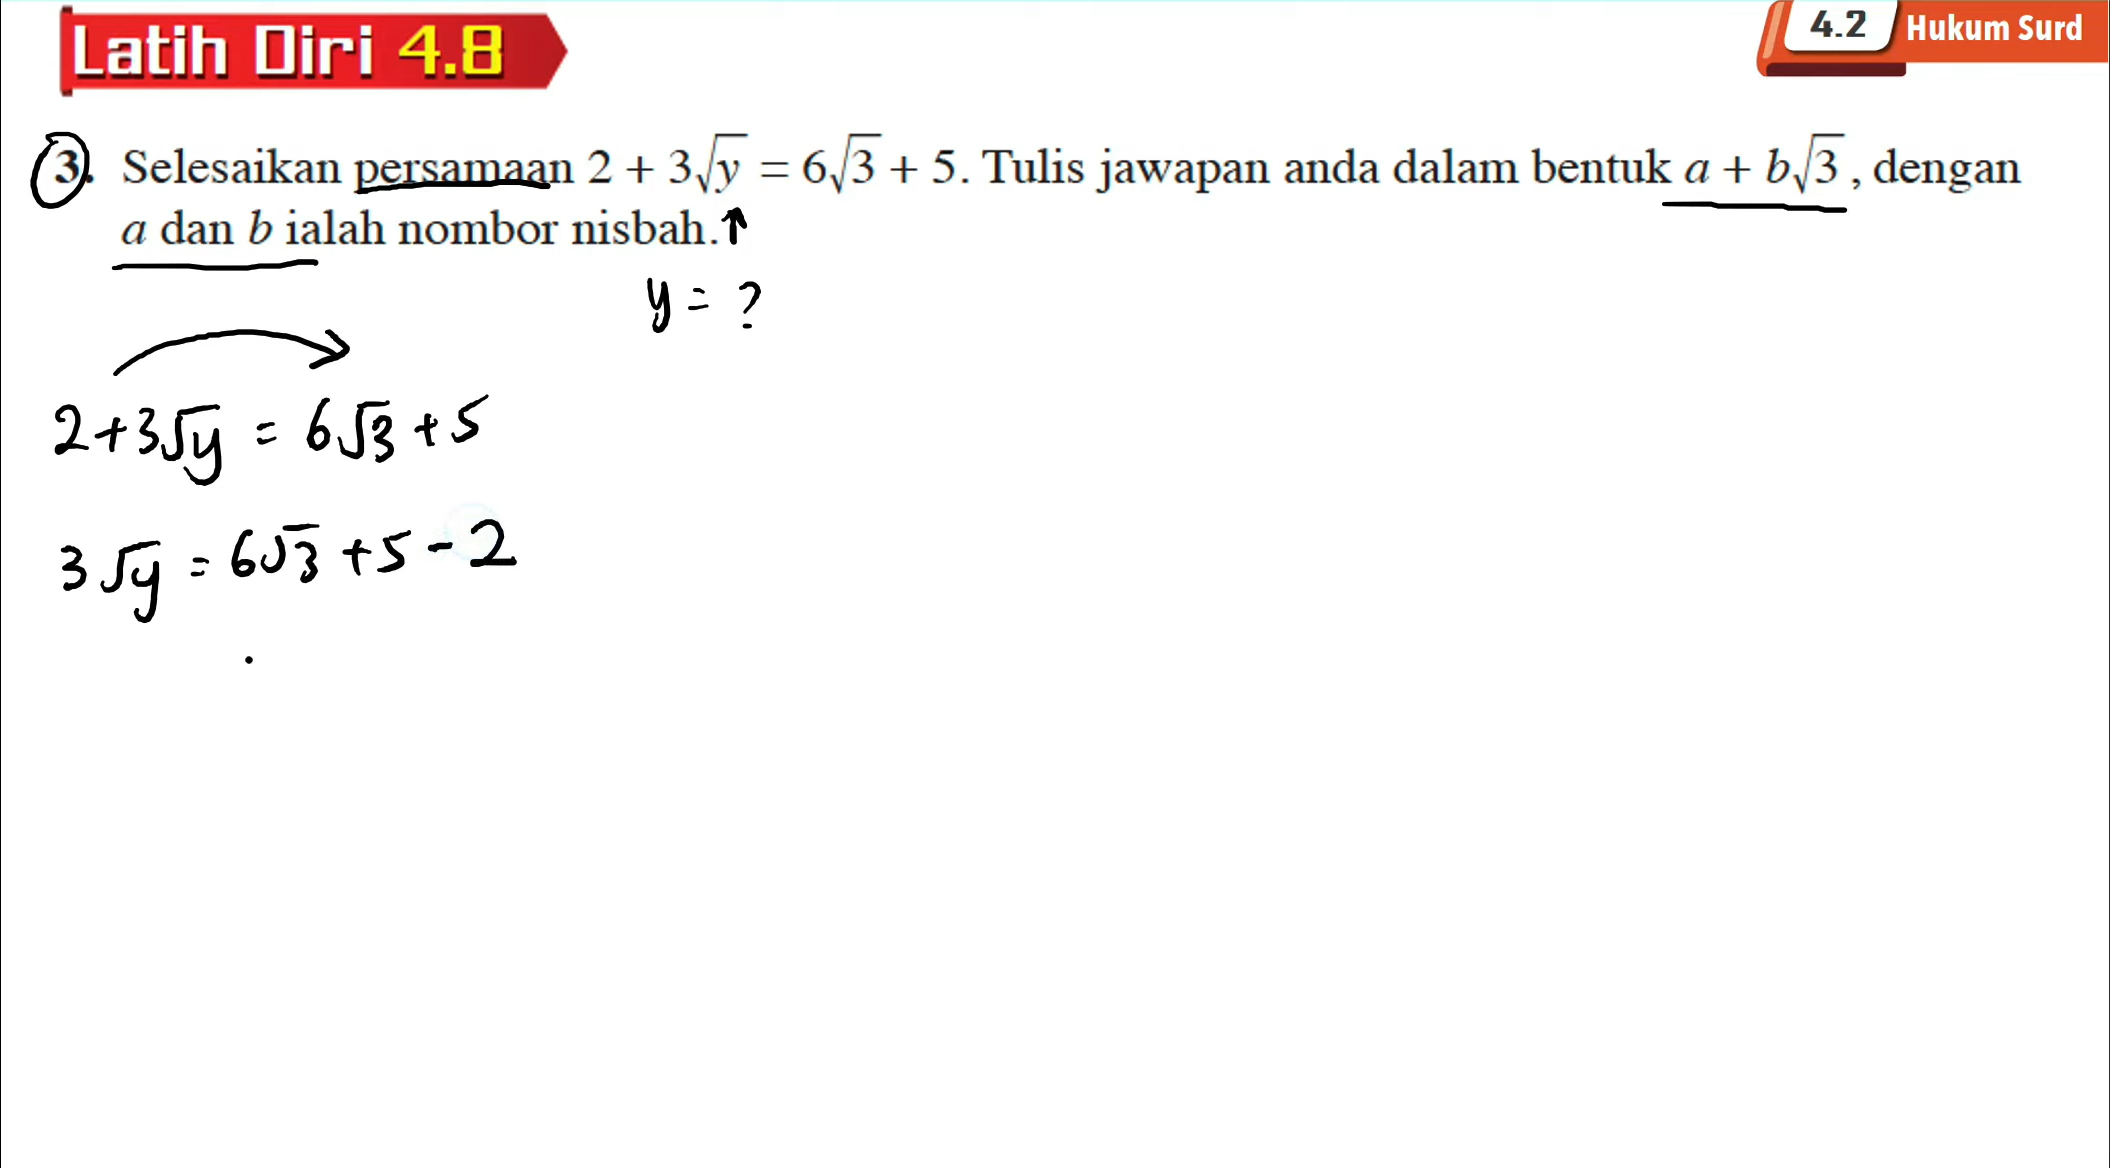 Latih Diri 4.8
4.2 Hukum Surd
3. Selesaikan persamaan 2 + 3√y = 6√3 + 5. Tulis jawapan anda dalam bentuk a + b√3, dengan
a dan b ialah nombor nisbah.
y = ?
2+3√y = 6√3 + 5
3√y = 6√3 + 5 - 2